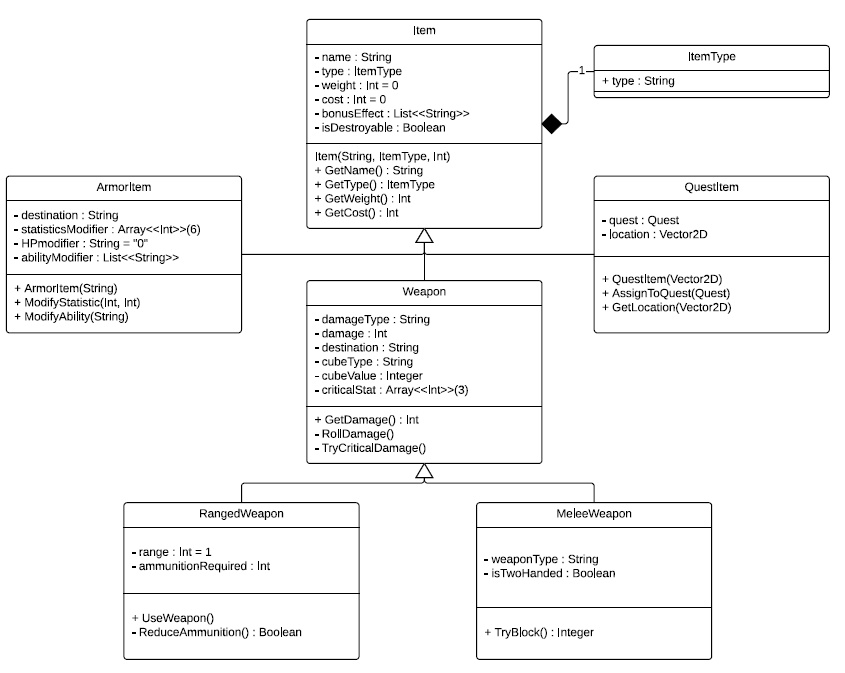 Item
- name : String
- type : ItemType
- weight : Int = 0
- cost : Int = 0
- bonusEffect : List<<String>>
- isDestroyable : Boolean
Item(String, ItemType, Int)
+ GetName() : String
+ GetType() : ItemType
+ GetWeight() : Int
+ GetCost() : Int
1
ItemType
+ type : String
ArmorItem
- destination : String
- statisticsModifier : Array<<Int>>(6)
- HPmodifier : String = "0"
- abilityModifier : List<<String>>
+ ArmorItem(String)
+ ModifyStatistic(Int, Int)
+ ModifyAbility(String)
QuestItem
- quest : Quest
- location : Vector2D
+ QuestItem(Vector2D)
+ AssignToQuest(Quest)
+ GetLocation(Vector2D)
Weapon
- damageType : String
- damage : Int
- destination : String
- cubeType : String
- cubeValue : Integer
- criticalStat : Array<<Int>>(3)
+ GetDamage() : Int
- RollDamage()
- TryCriticalDamage()
RangedWeapon
- range : Int = 1
- ammunitionRequired : Int
+ UseWeapon()
- ReduceAmmunition() : Boolean
MeleeWeapon
- weaponType : String
- isTwoHanded : Boolean
+ TryBlock() : Integer